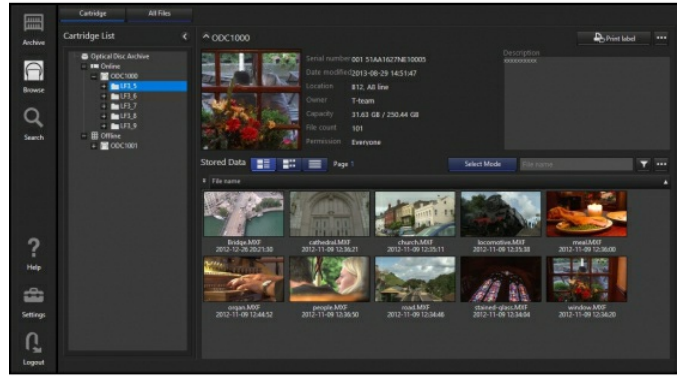 Cartridge
All Files
Archive
Browse
Search
Help
Settings
Logout
Cartridge List
Optical Disc Archive
Online
ODC1000
LF3_5
LF3_6
LF3_7
LF3_8
LF3_9
Offline
ODC1001
ODC1000
Print label
Serial number 001 51AA1627NE10005
Date modified 2013-08-29 14:51:47
Location 812, All line
Owner T-team
Capacity 31.63 GB / 250.44 GB
File count 101
Permission Everyone
Description
xxxxxxxxxx
Stored Data
Page 1
Select Mode
File name
File name
Bridge.MXF
2012-12-26 20:21:30
cathedral.MXF
2012-11-09 12:36:21
church.MXF
2012-11-09 12:35:11
locomotive.MXF
2012-11-09 12:35:38
meal.MXF
2012-11-09 12:36:00
organ.MXF
2012-11-09 12:44:52
people.MXF
2012-11-09 12:36:50
road.MXF
2012-11-09 12:34:46
stained-glass.MXF
2012-11-09 12:34:04
window.MXF
2012-11-09 12:34:20